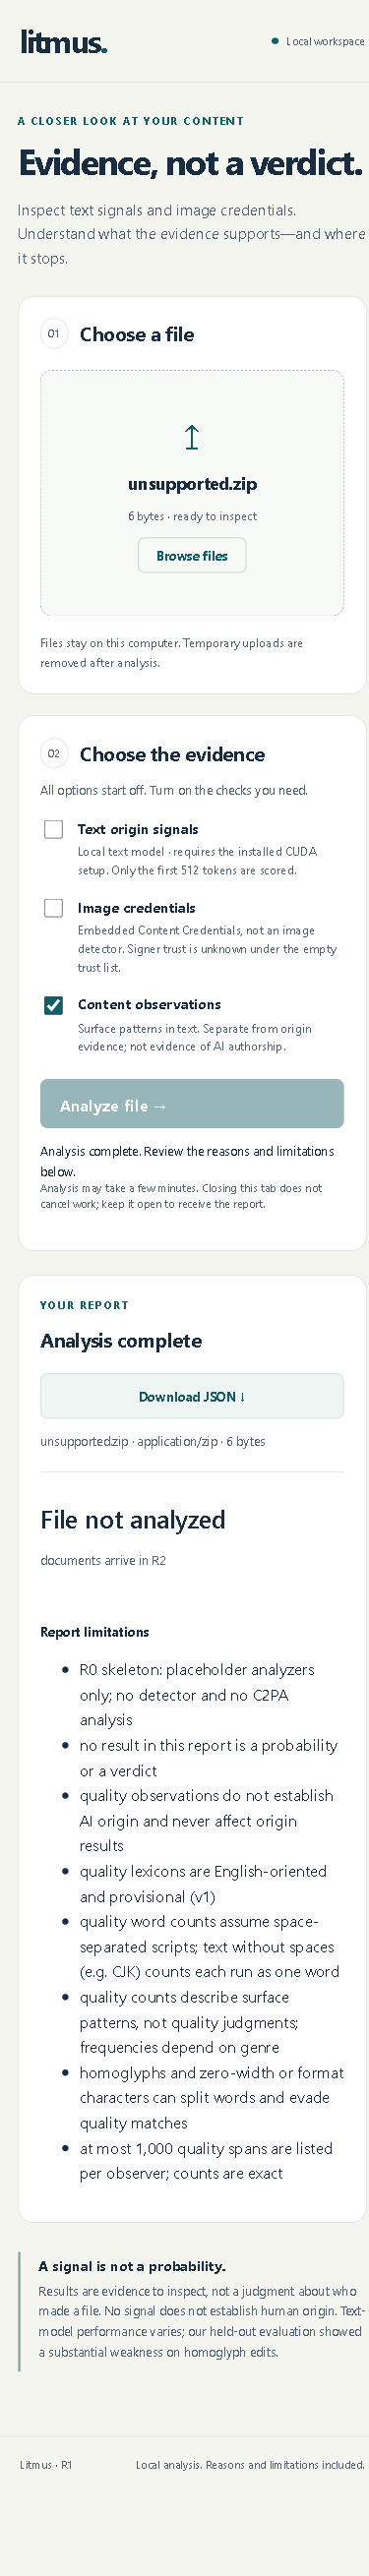 litmus.
Local workspace
A CLOSER LOOK AT YOUR CONTENT
Evidence, not a verdict.
Inspect text signals and image credentials.
Understand what the evidence supports—and where
it stops.
01
Choose a file
↥
unsupported.zip
6 bytes · ready to inspect
Browse files
Files stay on this computer. Temporary uploads are
removed after analysis.
02
Choose the evidence
All options start off. Turn on the checks you need.
Text origin signals
Local text model · requires the installed CUDA
setup. Only the first 512 tokens are scored.
Image credentials
Embedded Content Credentials, not an image
detector. Signer trust is unknown under the empty
trust list.
Content observations
Surface patterns in text. Separate from origin
evidence; not evidence of AI authorship.
Analyze file →
Analysis complete. Review the reasons and limitations
below.
Analysis may take a few minutes. Closing this tab does not
cancel work; keep it open to receive the report.
YOUR REPORT
Analysis complete
Download JSON ↓
unsupported.zip · application/zip · 6 bytes
File not analyzed
documents arrive in R2
Report limitations
• R0 skeleton: placeholder analyzers
only; no detector and no C2PA
analysis
• no result in this report is a probability
or a verdict
• quality observations do not establish
AI origin and never affect origin
results
• quality lexicons are English-oriented
and provisional (v1)
• quality word counts assume space-
separated scripts; text without spaces
(e.g. CJK) counts each run as one word
• quality counts describe surface
patterns, not quality judgments;
frequencies depend on genre
• homoglyphs and zero-width or format
characters can split words and evade
quality matches
• at most 1,000 quality spans are listed
per observer; counts are exact
A signal is not a probability.
Results are evidence to inspect, not a judgment about who
made a file. No signal does not establish human origin. Text-
model performance varies; our held-out evaluation showed
a substantial weakness on homoglyph edits.
Litmus · R1
Local analysis. Reasons and limitations included.